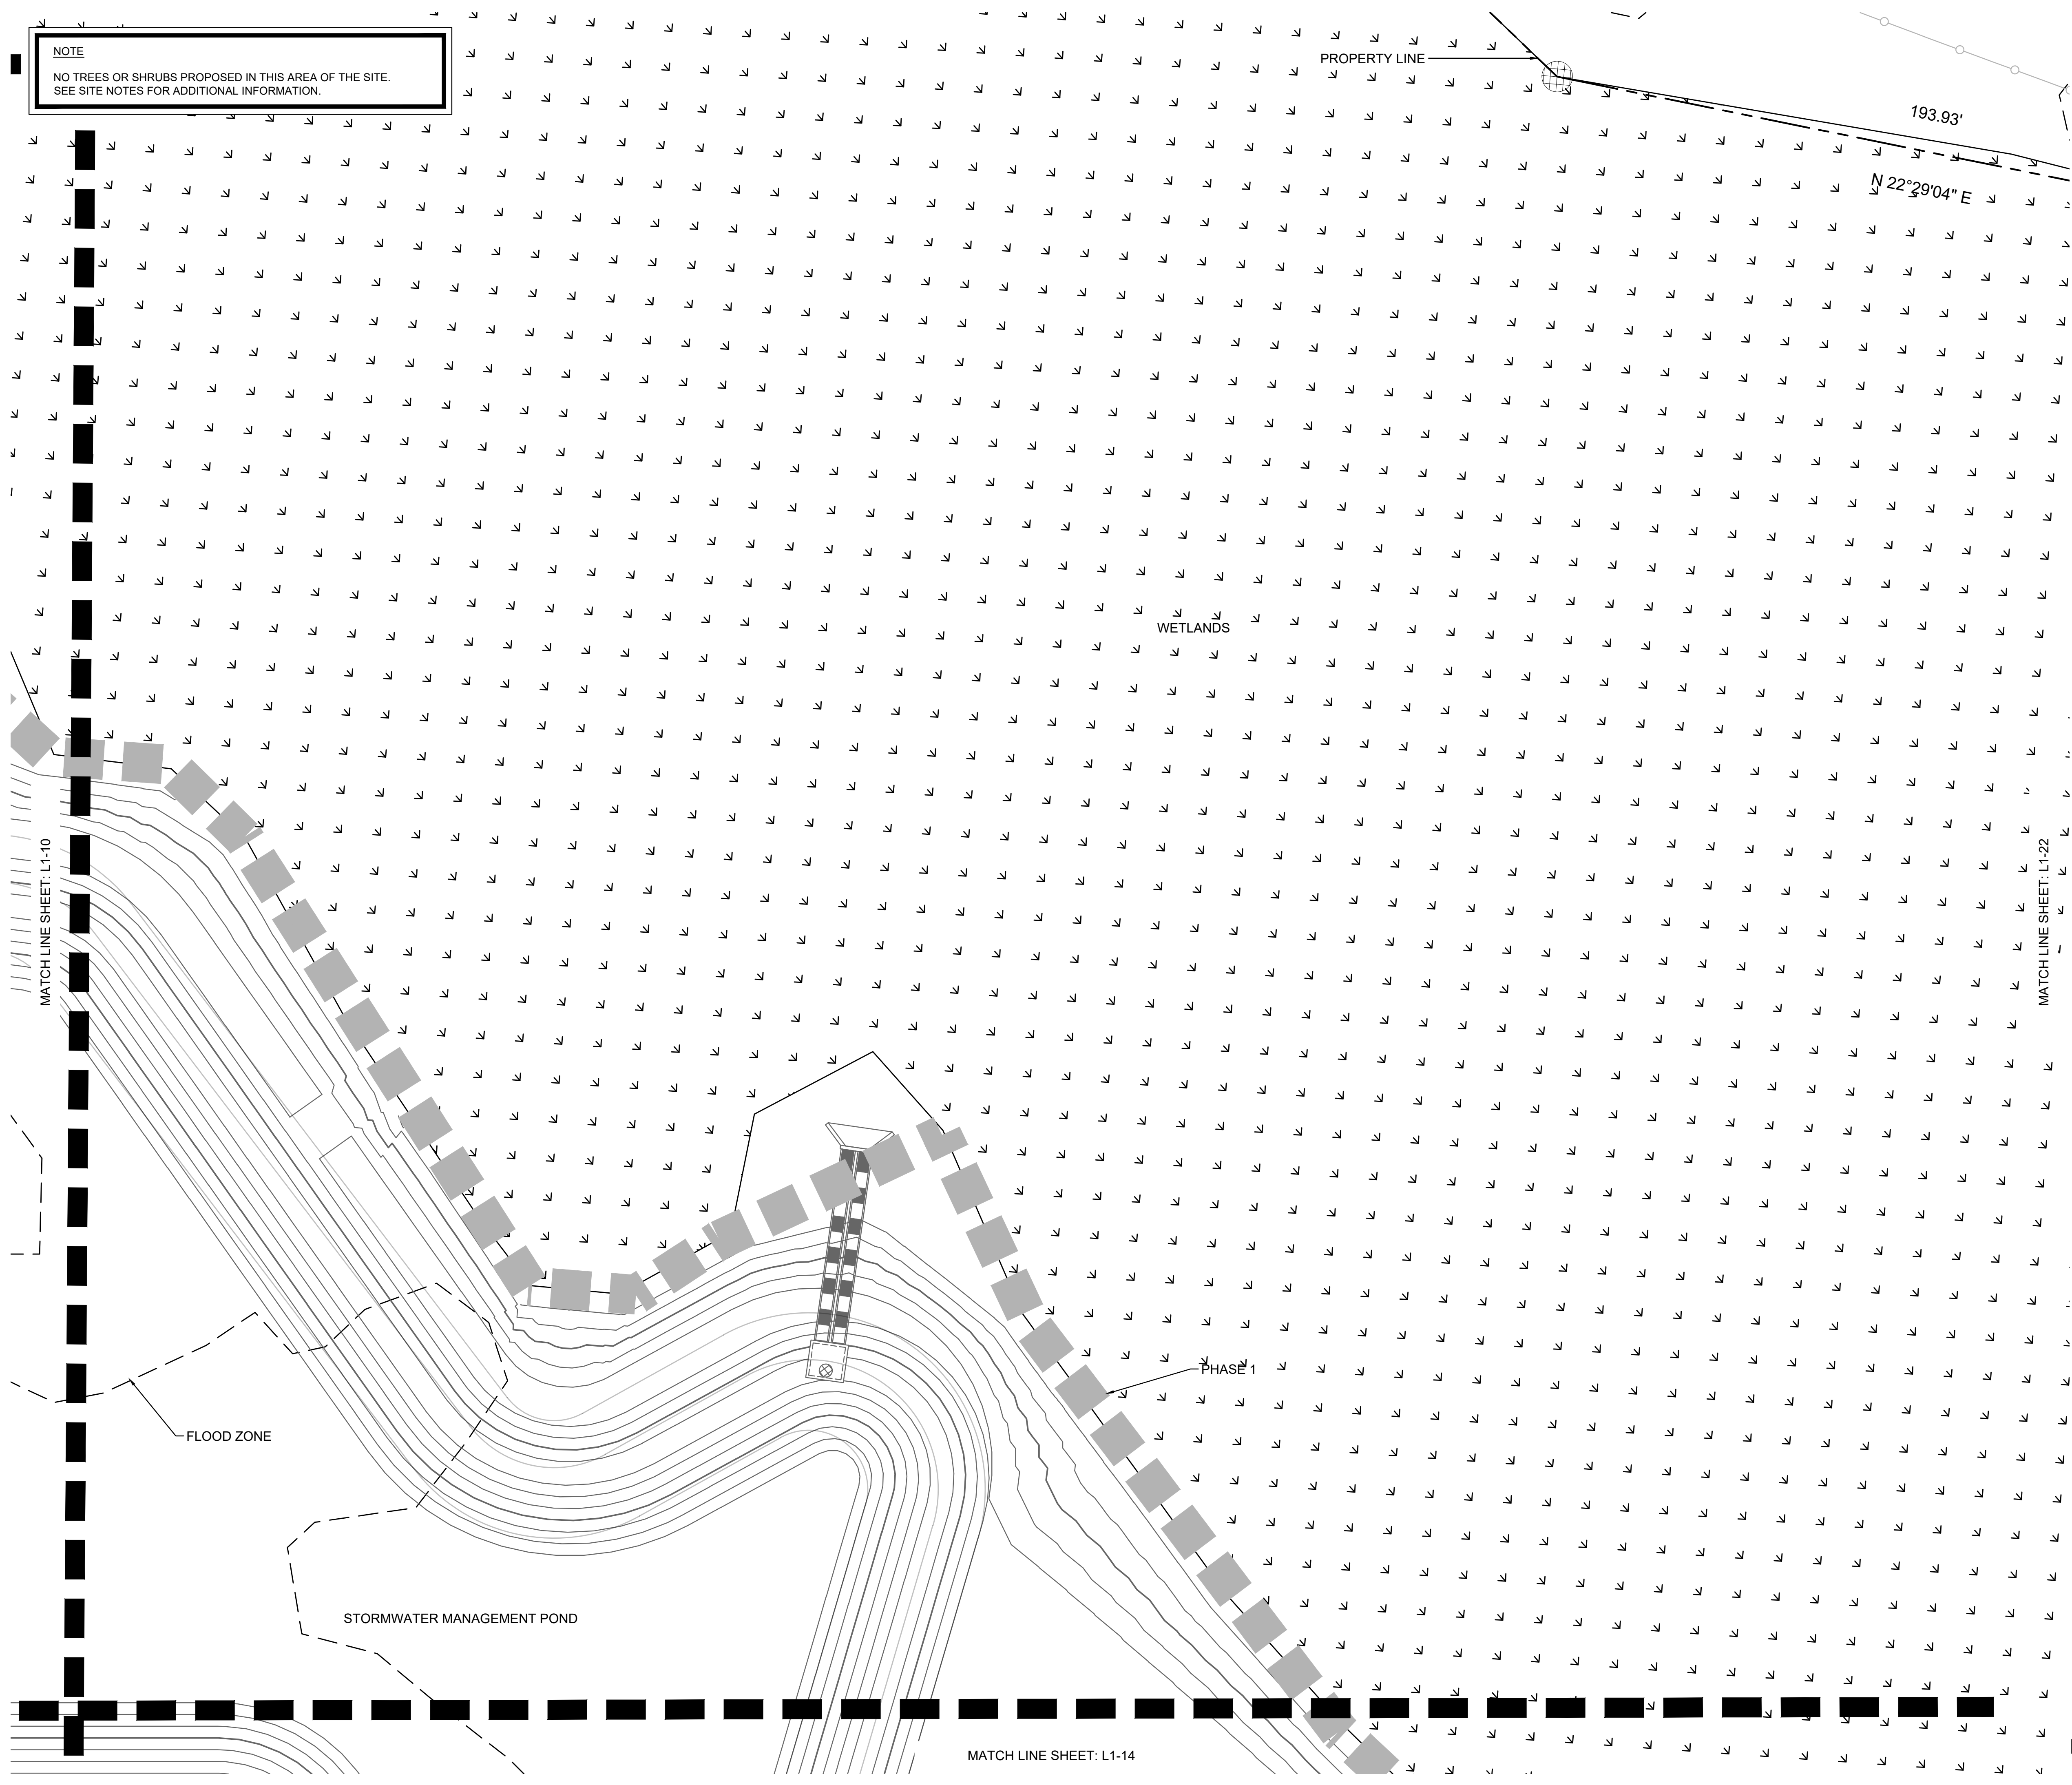 NOTE
NO TREES OR SHRUBS PROPOSED IN THIS AREA OF THE SITE.
SEE SITE NOTES FOR ADDITIONAL INFORMATION.
PROPERTY LINE
193.93'
N 22°29'04" E
WETLANDS
MATCH LINE SHEET: L1-10
MATCH LINE SHEET: L1-22
PHASE 1
FLOOD ZONE
STORMWATER MANAGEMENT POND
MATCH LINE SHEET: L1-14